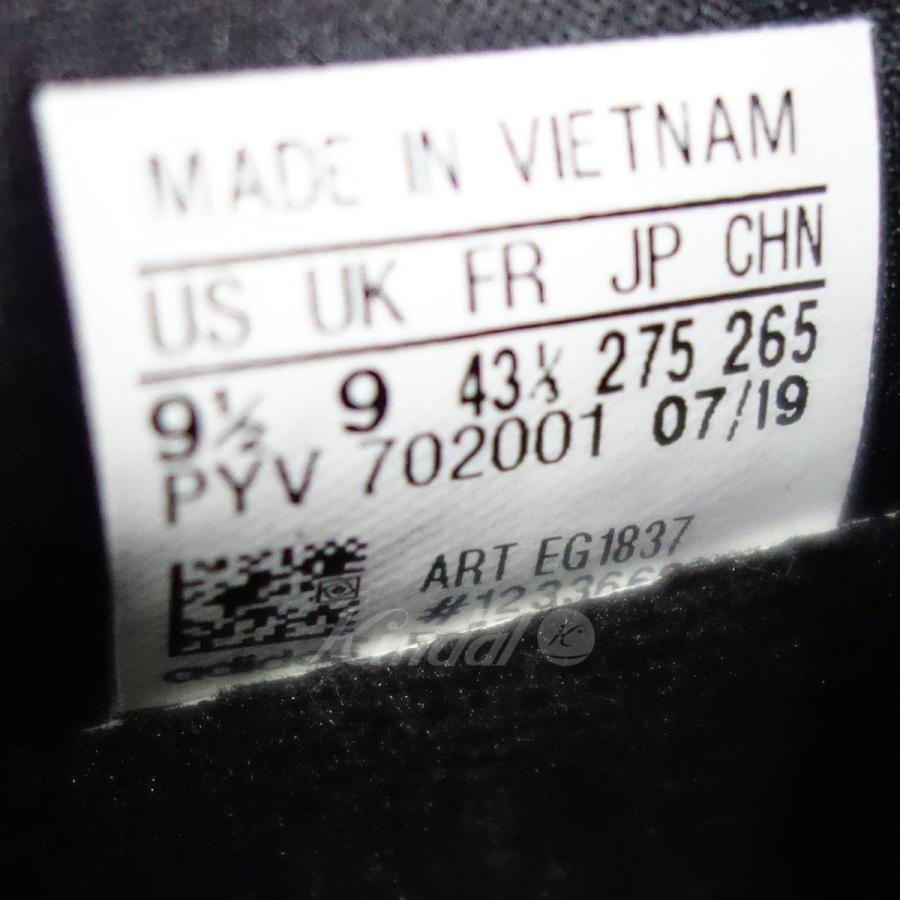 MADE IN VIETNAM
US UK FR JP CHN
9½ 9 43⅓ 275 265
PYV 702001 07/19
ART EG1837